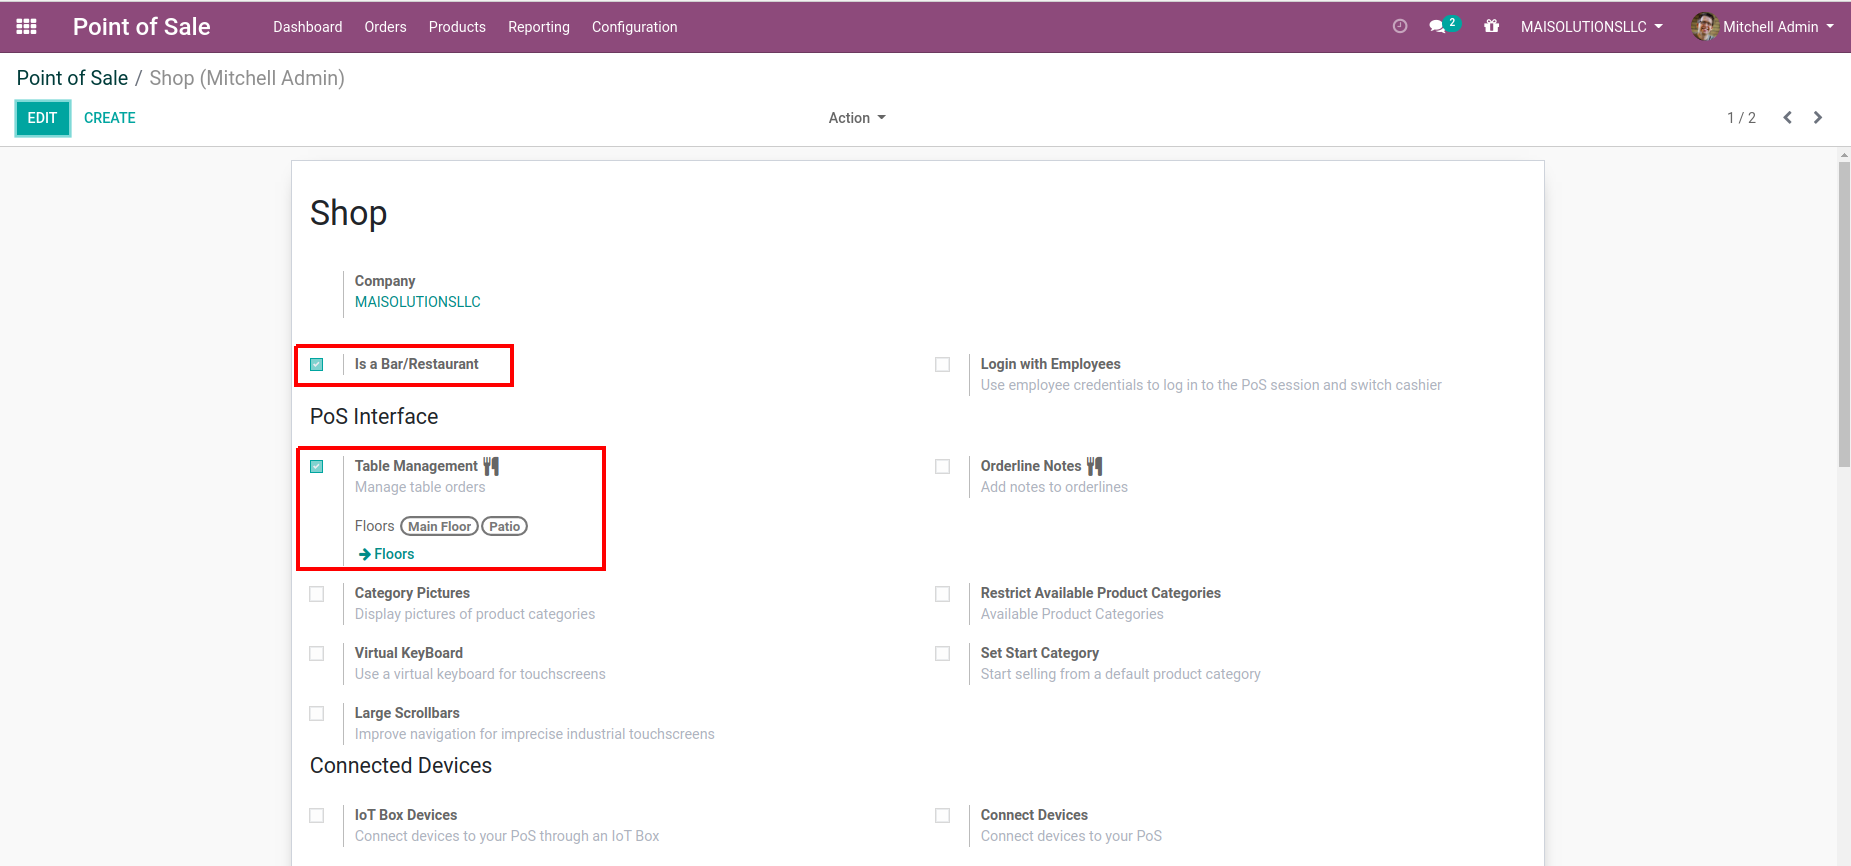 Point of Sale Dashboard Orders Products Reporting Configuration 2 MAISOLUTIONSLLC Mitchell Admin
Point of Sale / Shop (Mitchell Admin)
EDIT CREATE Action 1 / 2
Shop
Company
MAISOLUTIONSLLC
Is a Bar/Restaurant Login with Employees
Use employee credentials to log in to the PoS session and switch cashier
PoS Interface
Table Management Orderline Notes
Manage table orders Add notes to orderlines
Floors Main Floor Patio
Floors
Category Pictures Restrict Available Product Categories
Display pictures of product categories Available Product Categories
Virtual KeyBoard Set Start Category
Use a virtual keyboard for touchscreens Start selling from a default product category
Large Scrollbars
Improve navigation for imprecise industrial touchscreens
Connected Devices
IoT Box Devices Connect Devices
Connect devices to your PoS through an IoT Box Connect devices to your PoS